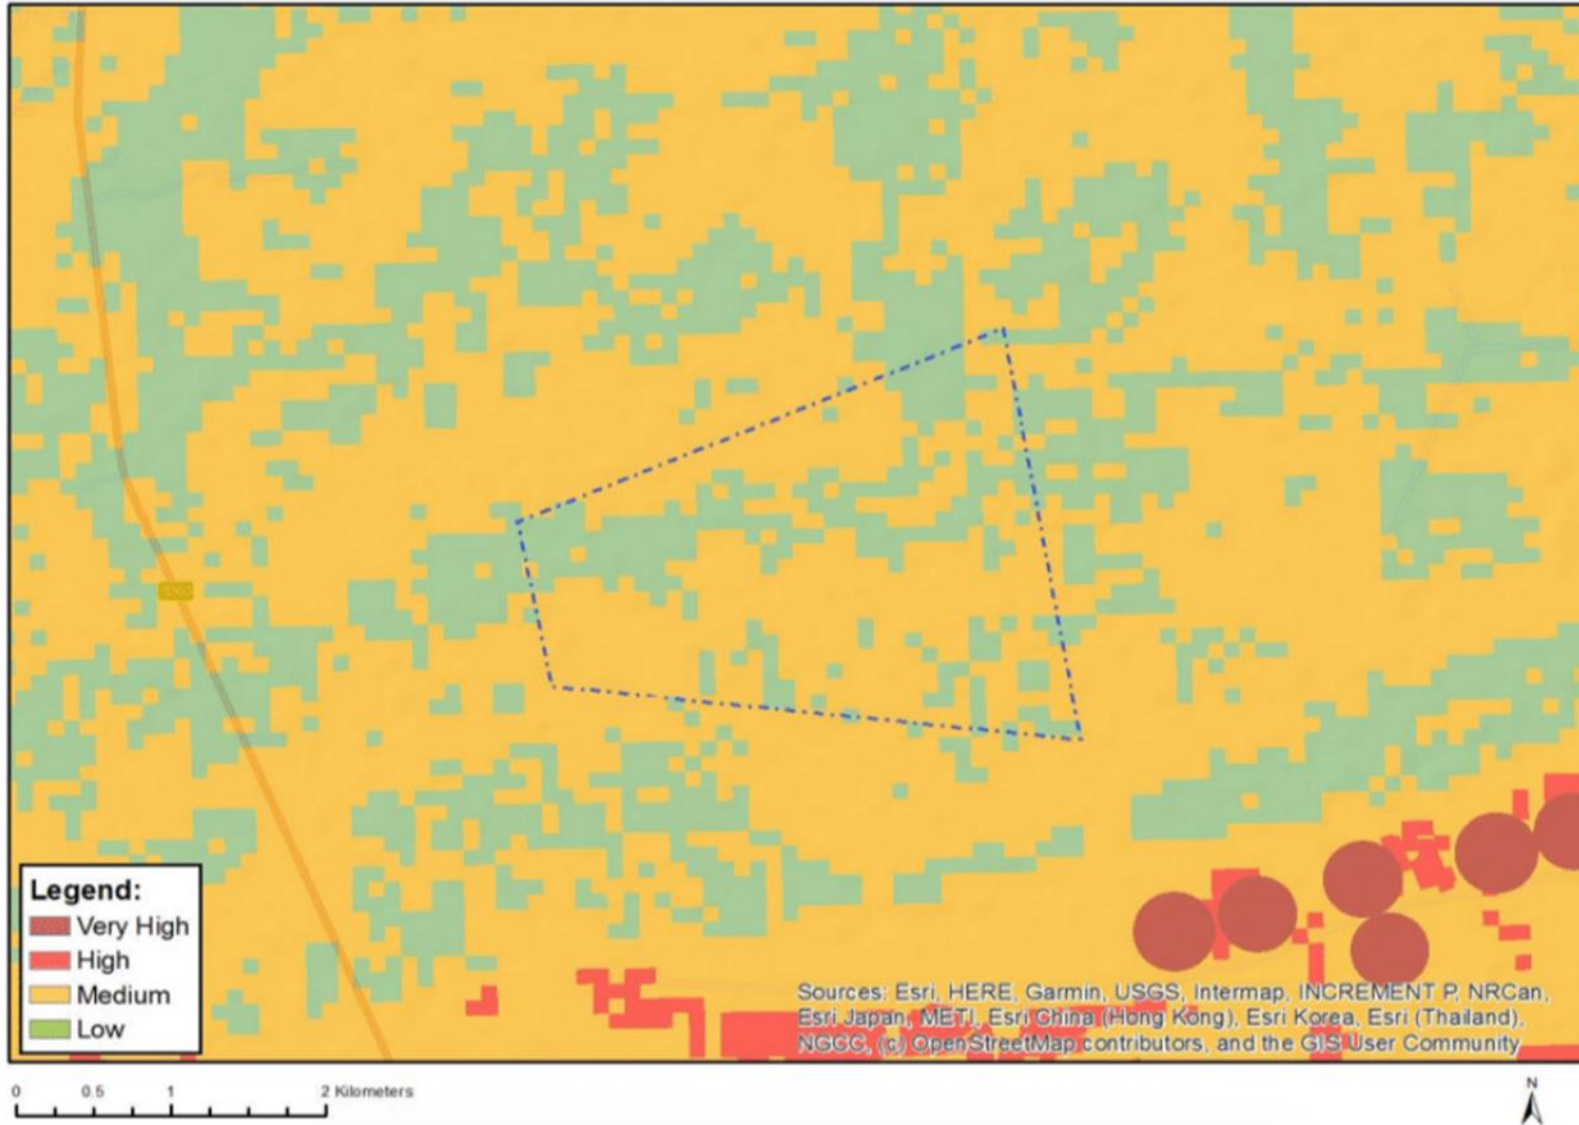 Legend:
Very High
High
Medium
Low
Sources: Esri, HERE, Garmin, USGS, Intermap, INCREMENT P, NRCan,
Esri Japan, METI, Esri China (Hong Kong), Esri Korea, Esri (Thailand),
NGCC, (c) OpenStreetMap contributors, and the GIS User Community
0 0.5 1 2 Kilometers
N